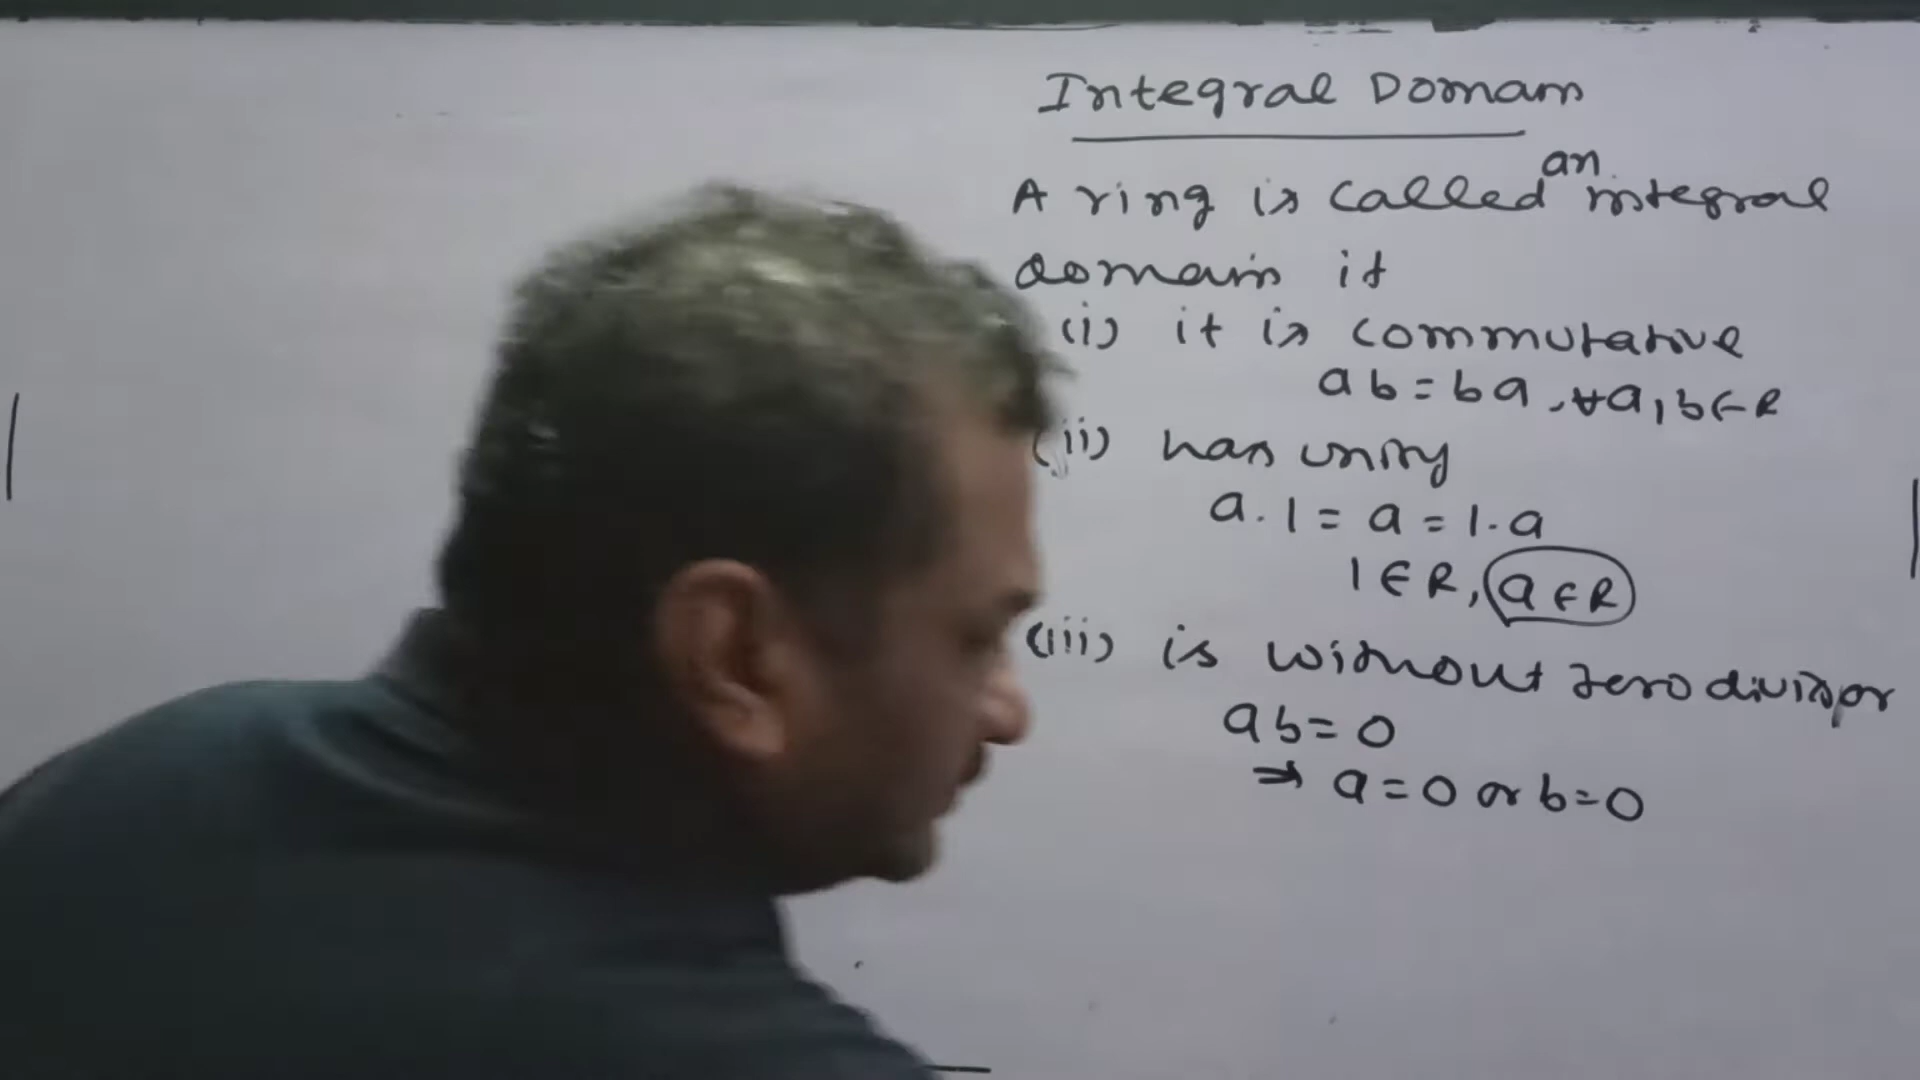 Integral Domain
A ring is called an integral
domain if
(i) it is commutative
ab = ba, ∀a, b ∈ R
(ii) has unity
a.1 = a = 1.a
1 ∈ R, a ∈ R
(iii) is without zero divisor
ab = 0
⇒ a = 0 or b = 0